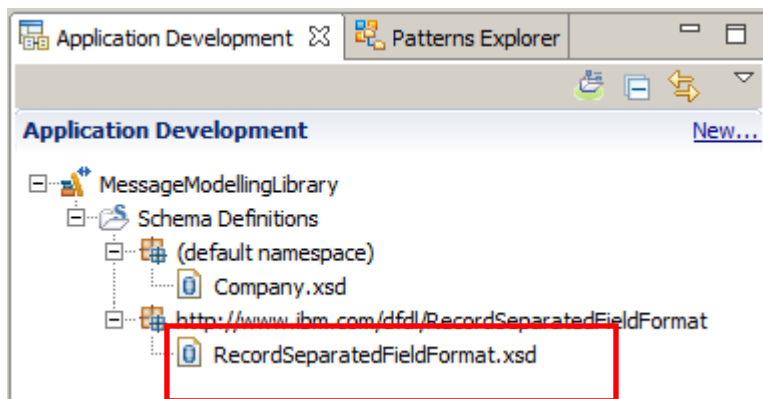 Application Development Patterns Explorer
Application Development New...
MessageModellingLibrary
Schema Definitions
(default namespace)
Company.xsd
http://www.ibm.com/dfdl/RecordSeparatedFieldFormat
RecordSeparatedFieldFormat.xsd